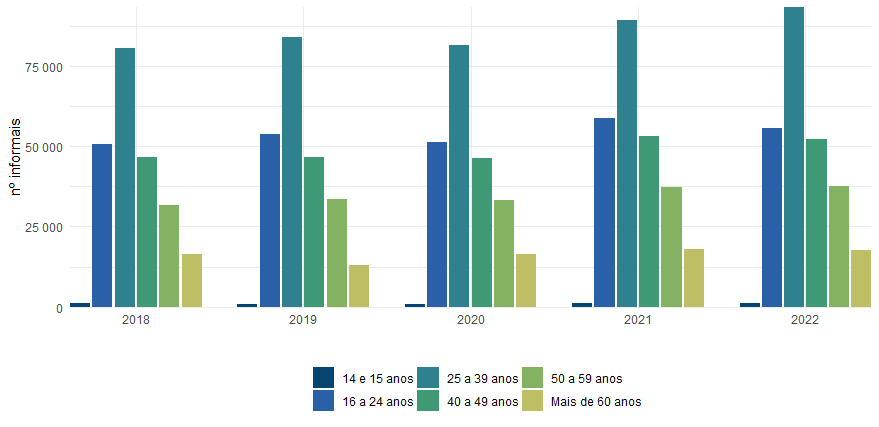 75 000
50 000
25 000
0
nº informais
2018 2019 2020 2021 2022
14 e 15 anos 25 a 39 anos 50 a 59 anos
16 a 24 anos 40 a 49 anos Mais de 60 anos